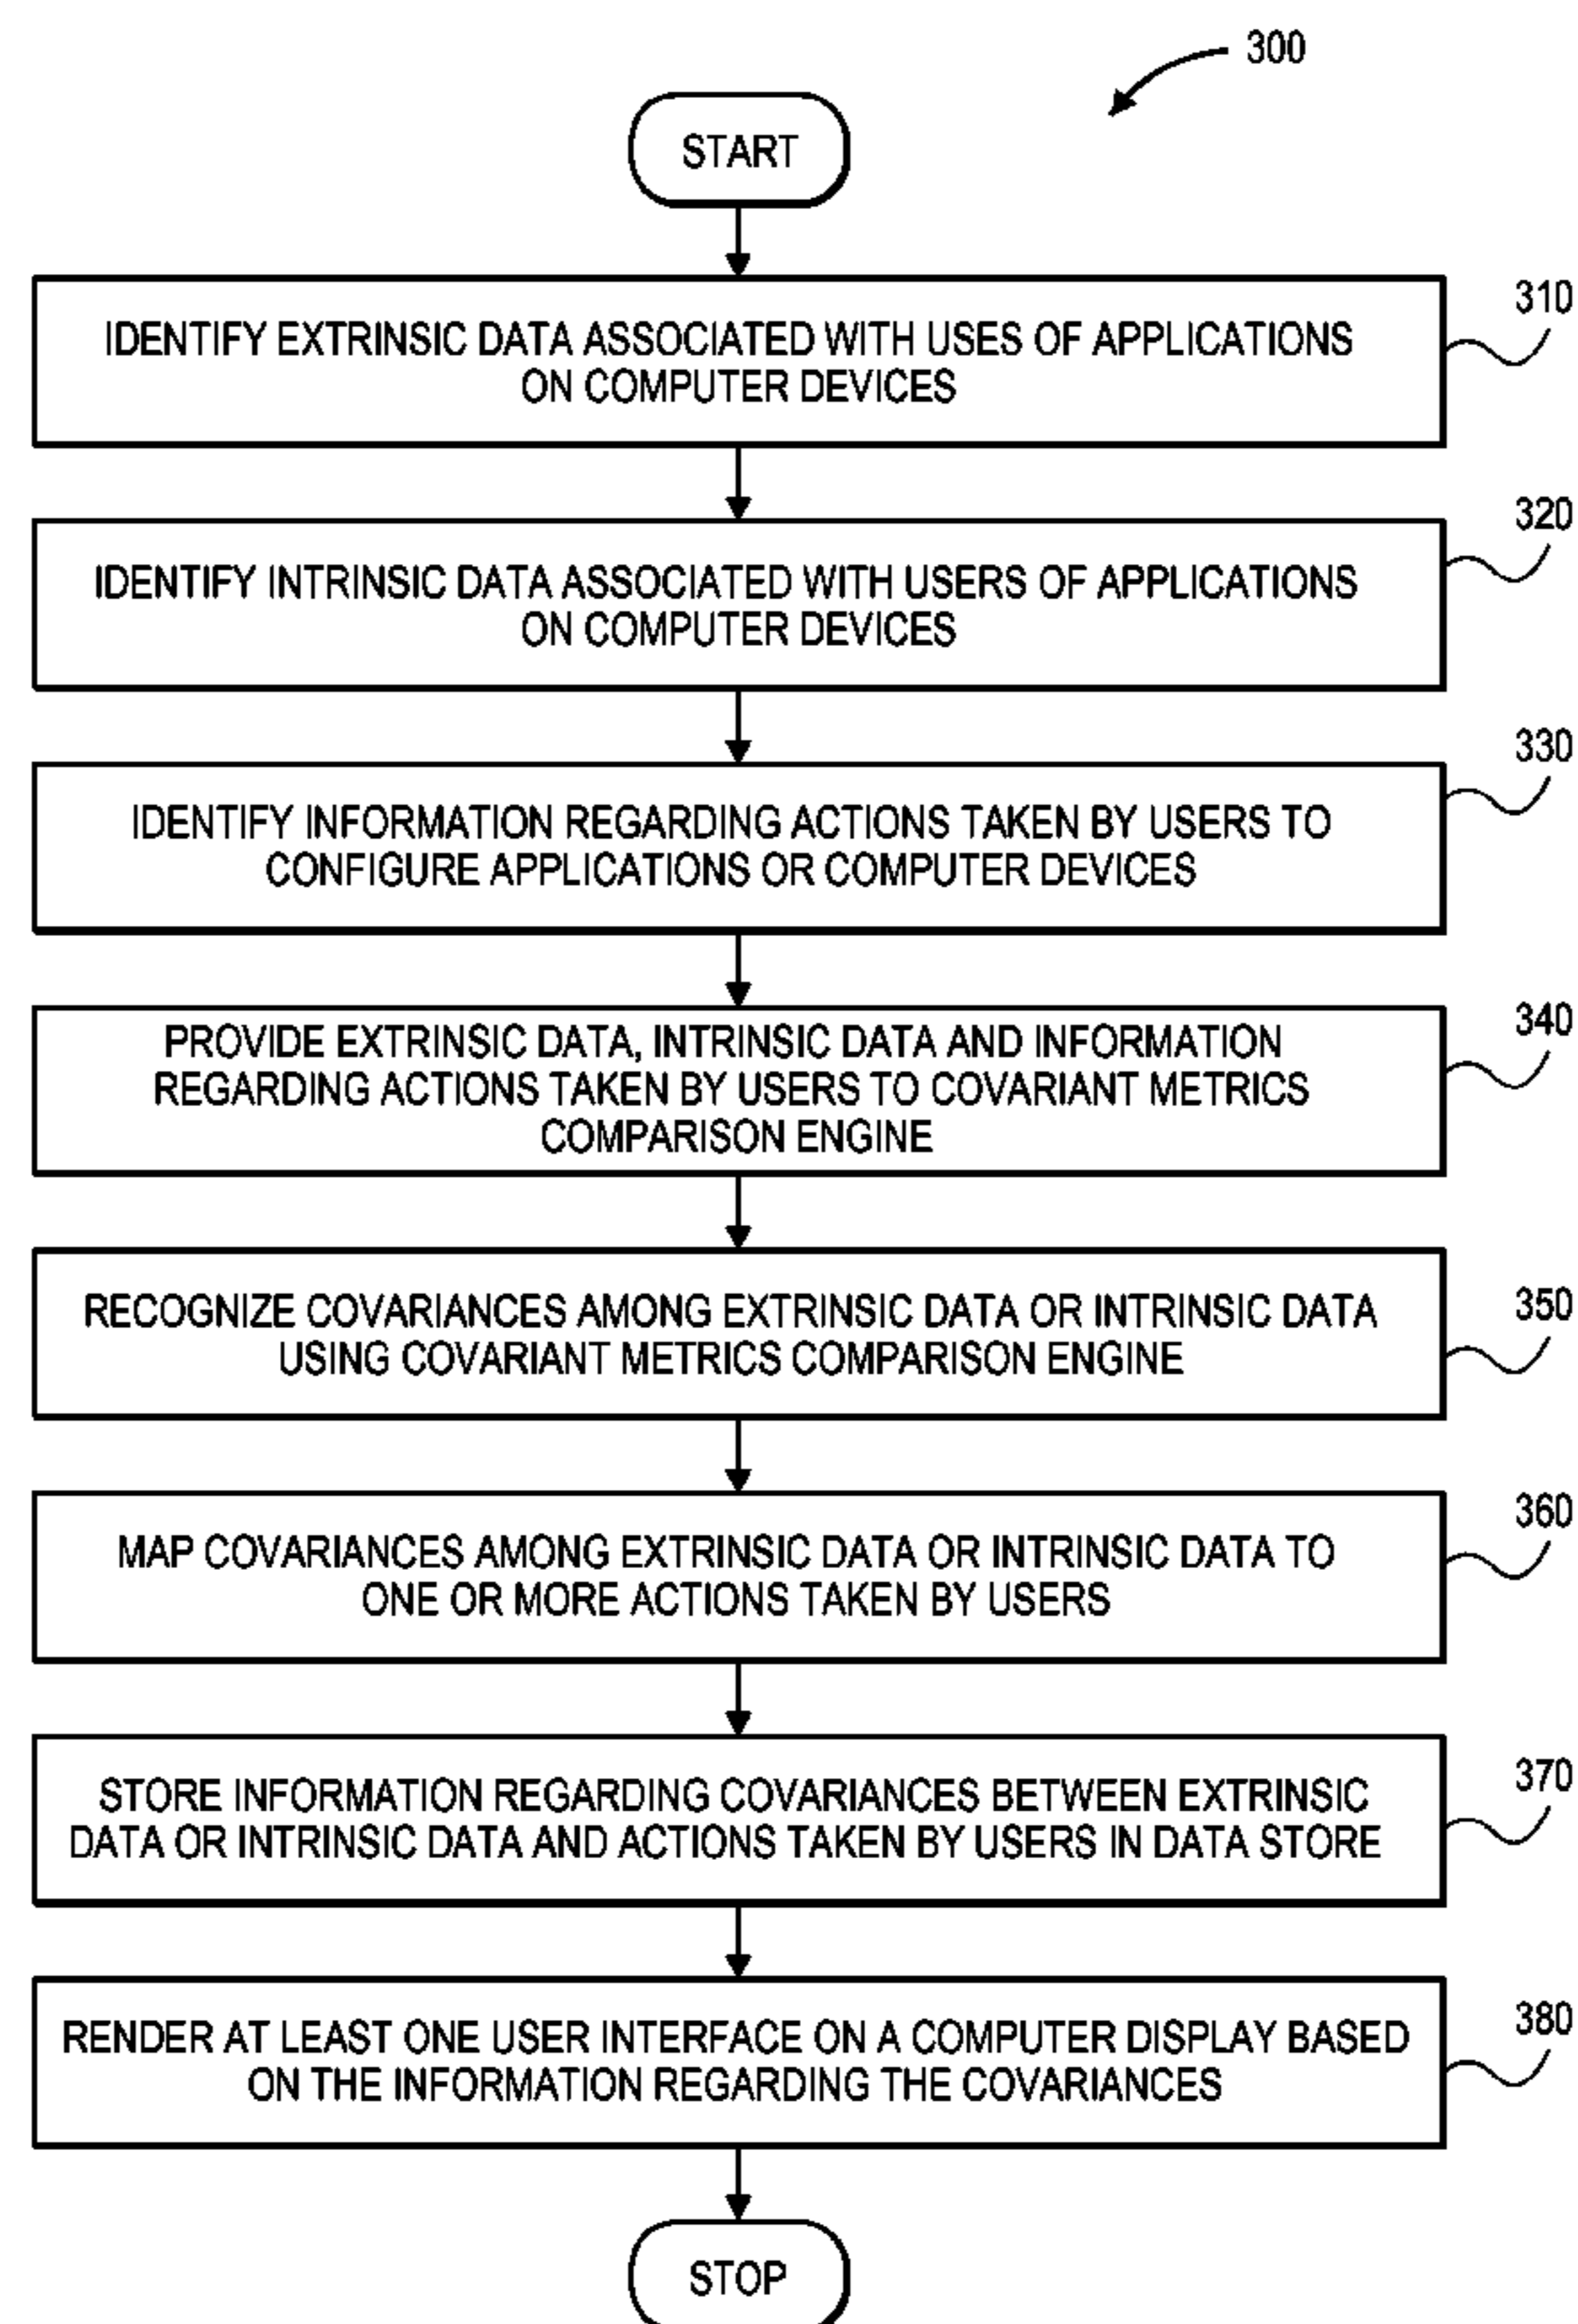 300
START
IDENTIFY EXTRINSIC DATA ASSOCIATED WITH USES OF APPLICATIONS
ON COMPUTER DEVICES
310
IDENTIFY INTRINSIC DATA ASSOCIATED WITH USERS OF APPLICATIONS
ON COMPUTER DEVICES
320
IDENTIFY INFORMATION REGARDING ACTIONS TAKEN BY USERS TO
CONFIGURE APPLICATIONS OR COMPUTER DEVICES
330
PROVIDE EXTRINSIC DATA, INTRINSIC DATA AND INFORMATION
REGARDING ACTIONS TAKEN BY USERS TO COVARIANT METRICS
COMPARISON ENGINE
340
RECOGNIZE COVARIANCES AMONG EXTRINSIC DATA OR INTRINSIC DATA
USING COVARIANT METRICS COMPARISON ENGINE
350
MAP COVARIANCES AMONG EXTRINSIC DATA OR INTRINSIC DATA TO
ONE OR MORE ACTIONS TAKEN BY USERS
360
STORE INFORMATION REGARDING COVARIANCES BETWEEN EXTRINSIC
DATA OR INTRINSIC DATA AND ACTIONS TAKEN BY USERS IN DATA STORE
370
RENDER AT LEAST ONE USER INTERFACE ON A COMPUTER DISPLAY BASED
ON THE INFORMATION REGARDING THE COVARIANCES
380
STOP